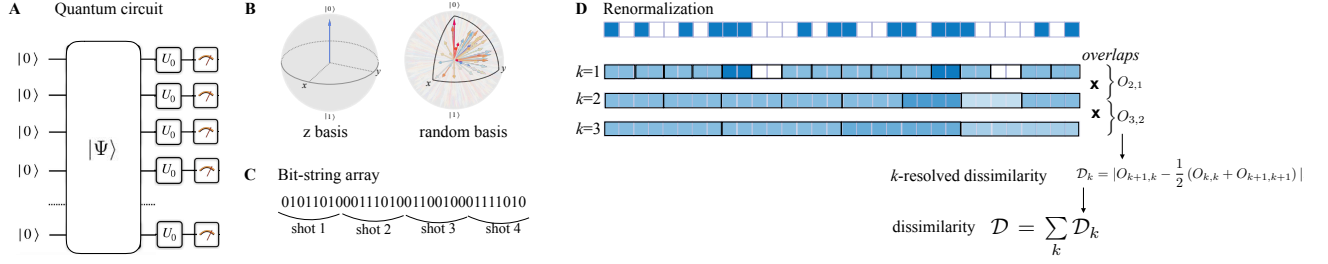 A Quantum circuit
|0⟩ U₀
|0⟩ U₀
|0⟩ U₀
|0⟩ |Ψ⟩ U₀
|0⟩ U₀
B
|0⟩ |0⟩
x y x y
|1⟩ |1⟩
z basis random basis
C Bit-string array
01011010001110100110010001111010
shot 1 shot 2 shot 3 shot 4
D Renormalization
overlaps
k=1
x O₂,₁
k=2
x O₃,₂
k=3
k-resolved dissimilarity 𝒟ₖ = |Oₖ₊₁,ₖ − 1/2 (Oₖ,ₖ + Oₖ₊₁,ₖ₊₁) |
dissimilarity 𝒟 = ∑ₖ 𝒟ₖ